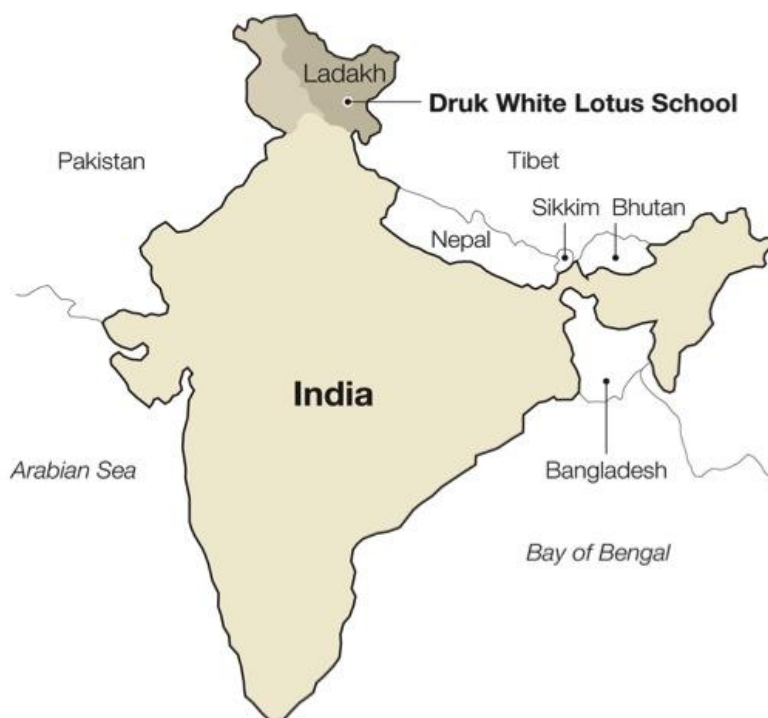 Ladakh
Druk White Lotus School
Pakistan
Tibet
Sikkim
Bhutan
Nepal
India
Arabian Sea
Bangladesh
Bay of Bengal